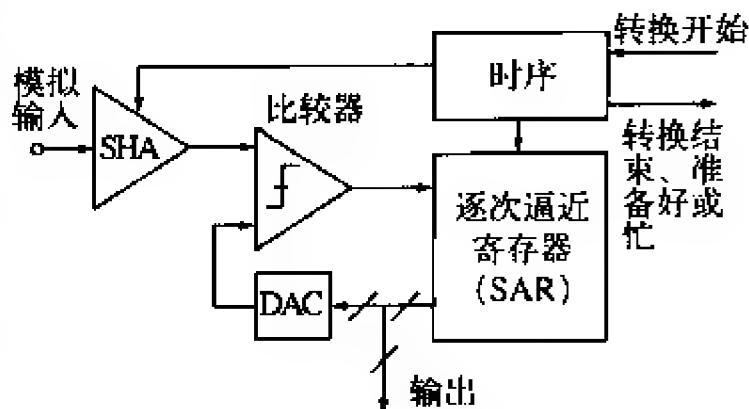 转换开始
时序
模拟
输入
比较器
SHA
转换结
束、准
备好或
忙
逐次逼近
寄存器
(SAR)
DAC
输出